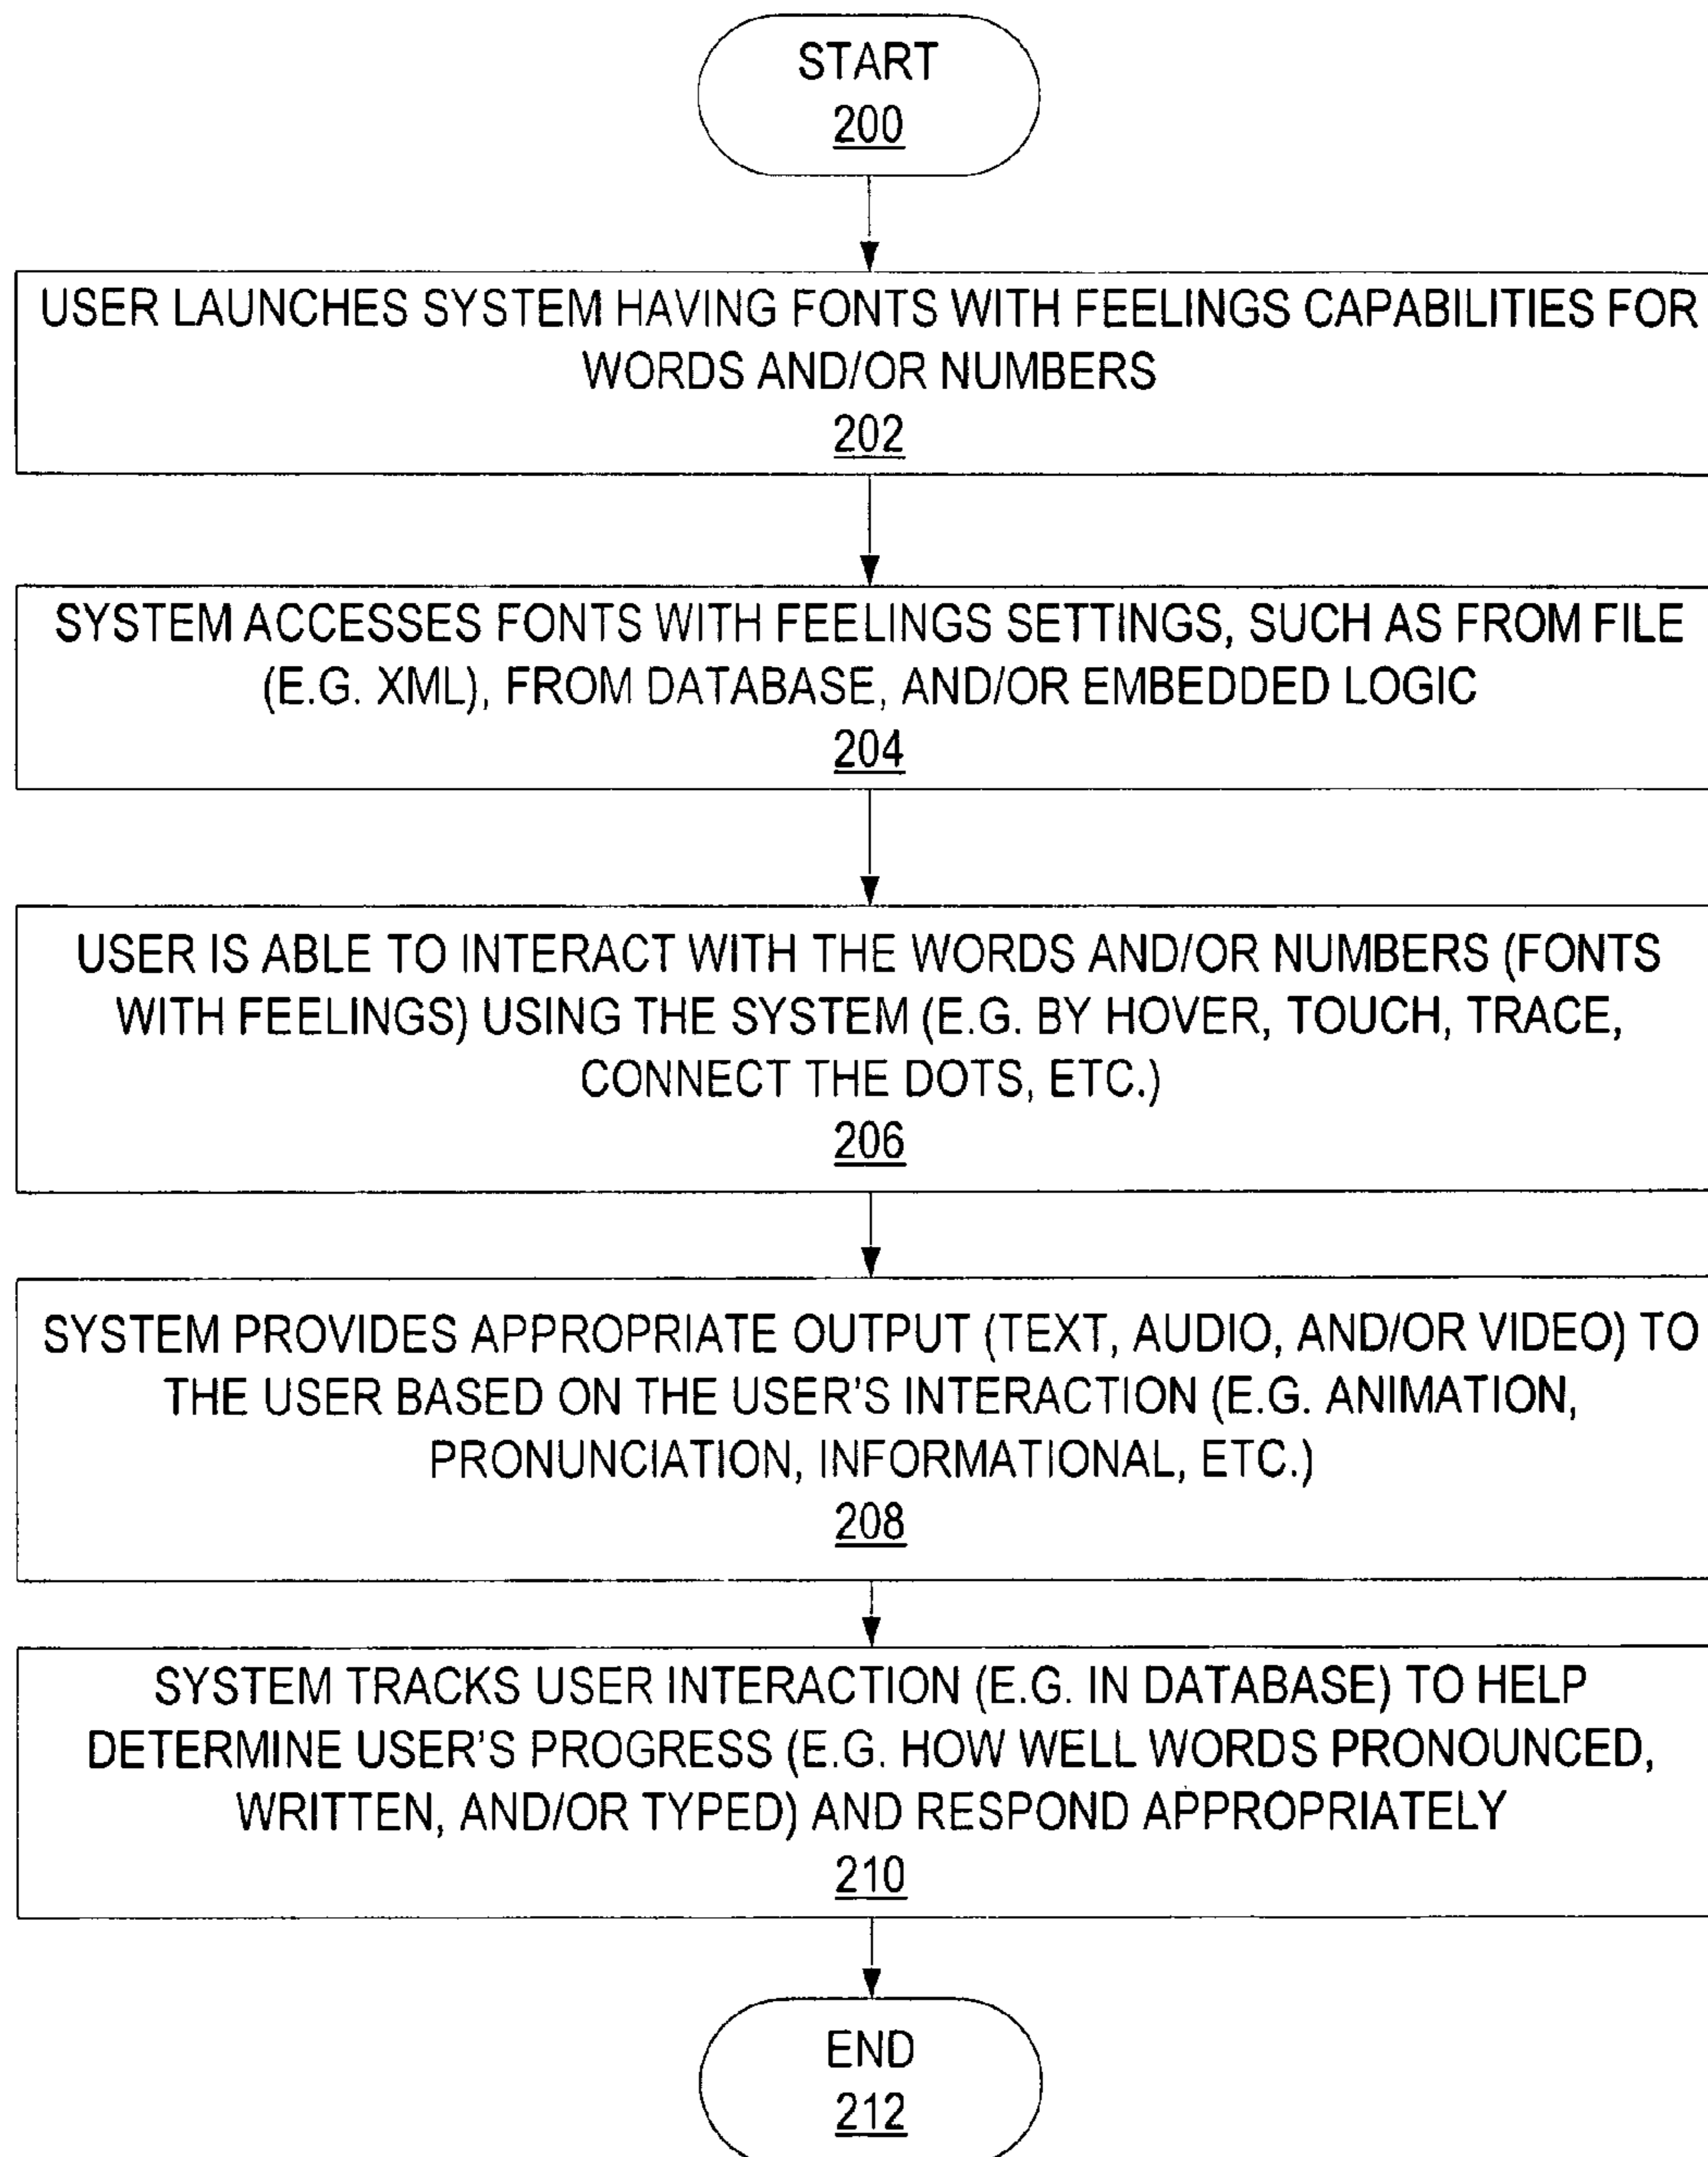 START
200
USER LAUNCHES SYSTEM HAVING FONTS WITH FEELINGS CAPABILITIES FOR
WORDS AND/OR NUMBERS
202
SYSTEM ACCESSES FONTS WITH FEELINGS SETTINGS, SUCH AS FROM FILE
(E.G. XML), FROM DATABASE, AND/OR EMBEDDED LOGIC
204
USER IS ABLE TO INTERACT WITH THE WORDS AND/OR NUMBERS (FONTS
WITH FEELINGS) USING THE SYSTEM (E.G. BY HOVER, TOUCH, TRACE,
CONNECT THE DOTS, ETC.)
206
SYSTEM PROVIDES APPROPRIATE OUTPUT (TEXT, AUDIO, AND/OR VIDEO) TO
THE USER BASED ON THE USER'S INTERACTION (E.G. ANIMATION,
PRONUNCIATION, INFORMATIONAL, ETC.)
208
SYSTEM TRACKS USER INTERACTION (E.G. IN DATABASE) TO HELP
DETERMINE USER'S PROGRESS (E.G. HOW WELL WORDS PRONOUNCED,
WRITTEN, AND/OR TYPED) AND RESPOND APPROPRIATELY
210
END
212